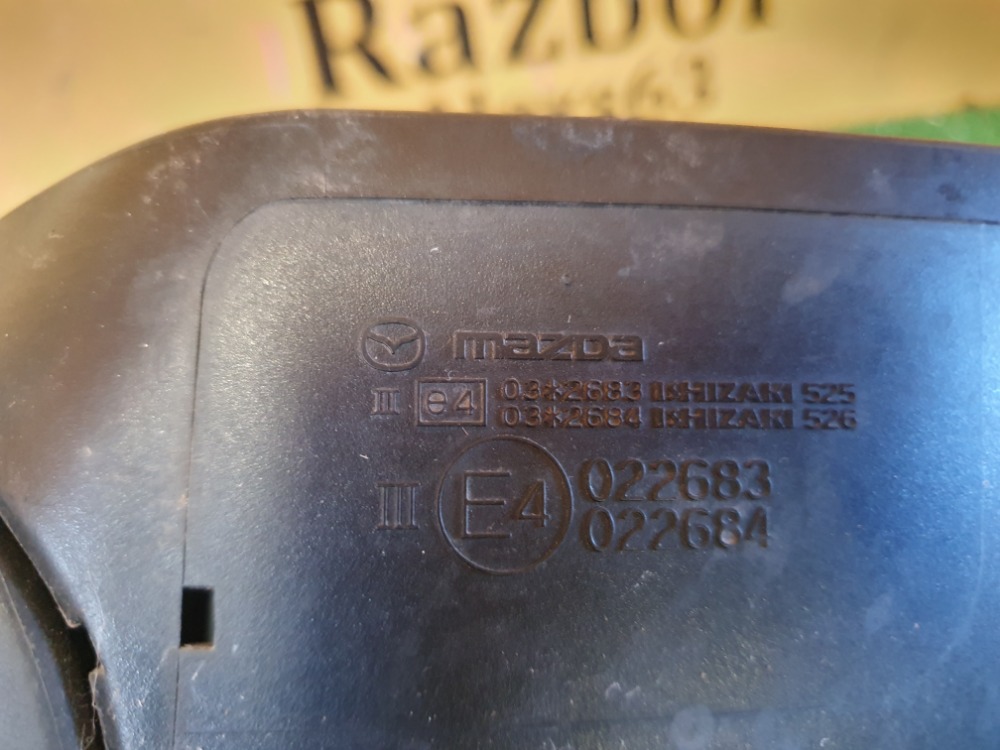 Razbor
mazda
II e4 03*2683 ISHIZAKI 525
03*2684 ISHIZAKI 526
III E4 022683
022684